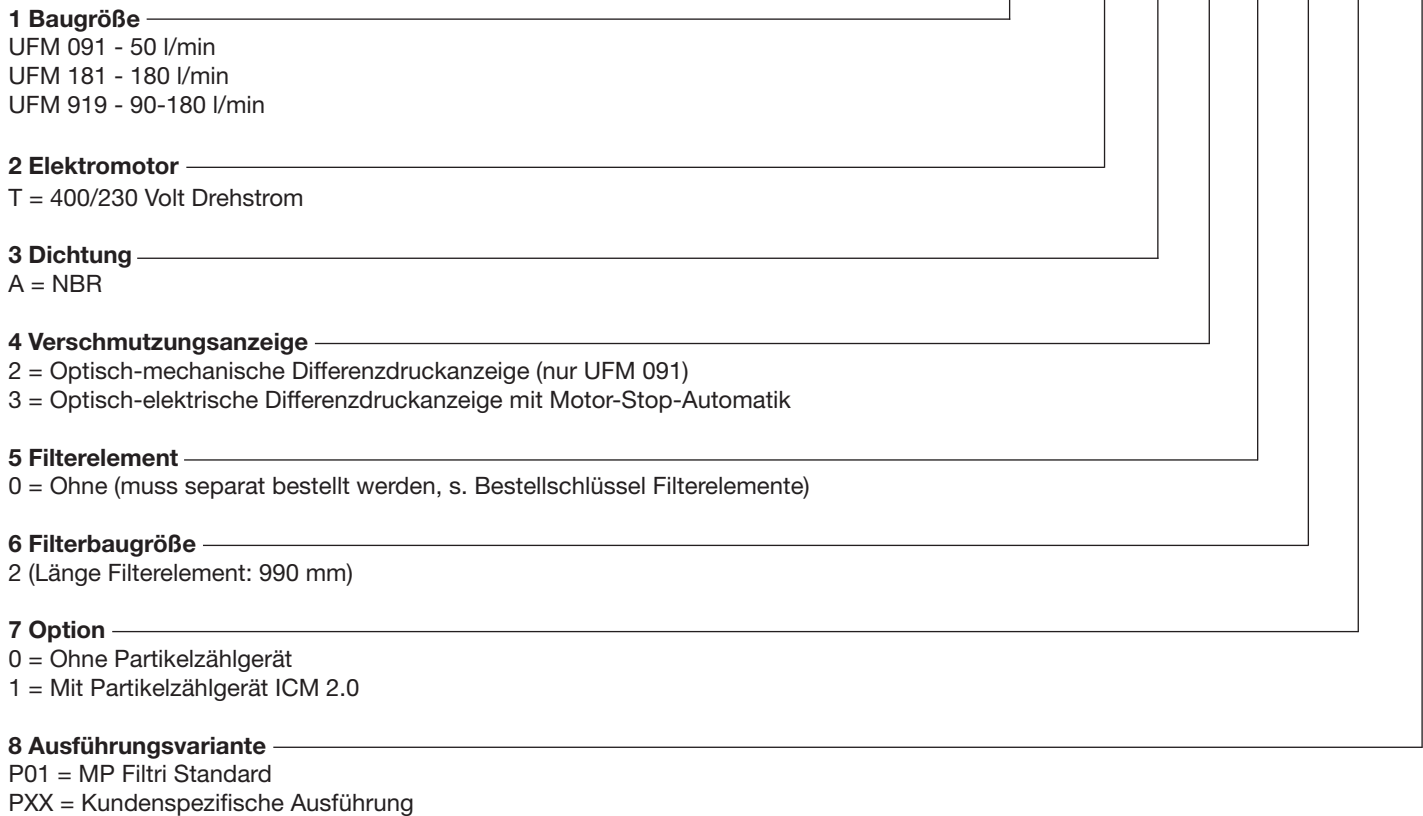 1 Baugröße
UFM 091 - 50 l/min
UFM 181 - 180 l/min
UFM 919 - 90-180 l/min
2 Elektromotor
T = 400/230 Volt Drehstrom
3 Dichtung
A = NBR
4 Verschmutzungsanzeige
2 = Optisch-mechanische Differenzdruckanzeige (nur UFM 091)
3 = Optisch-elektrische Differenzdruckanzeige mit Motor-Stop-Automatik
5 Filterelement
0 = Ohne (muss separat bestellt werden, s. Bestellschlüssel Filterelemente)
6 Filterbaugröße
2 (Länge Filterelement: 990 mm)
7 Option
0 = Ohne Partikelzählgerät
1 = Mit Partikelzählgerät ICM 2.0
8 Ausführungsvariante
P01 = MP Filtri Standard
PXX = Kundenspezifische Ausführung